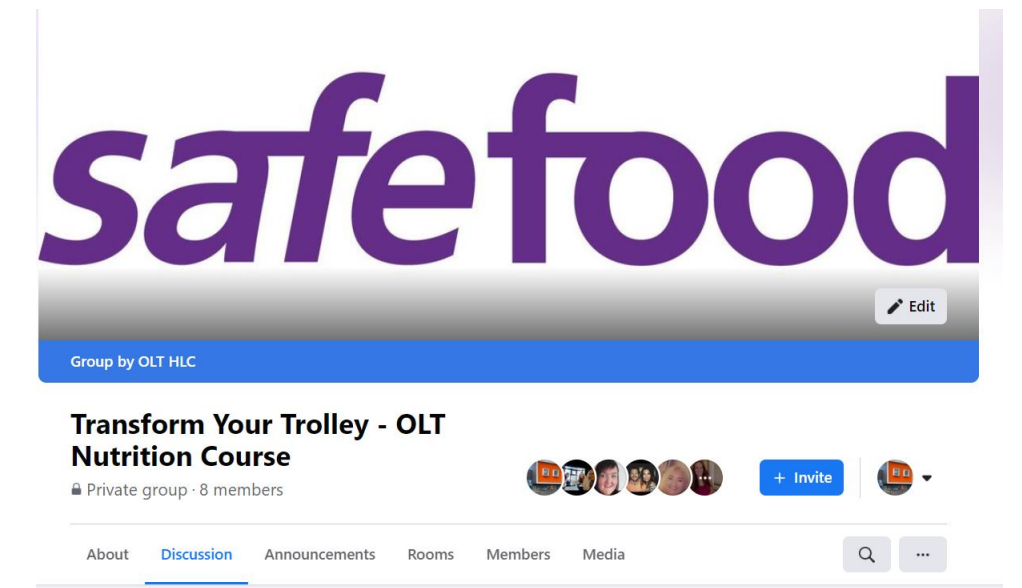 safefood
Edit
Group by OLT HLC
Transform Your Trolley - OLT
Nutrition Course
Private group · 8 members
+ Invite
About Discussion Announcements Rooms Members Media